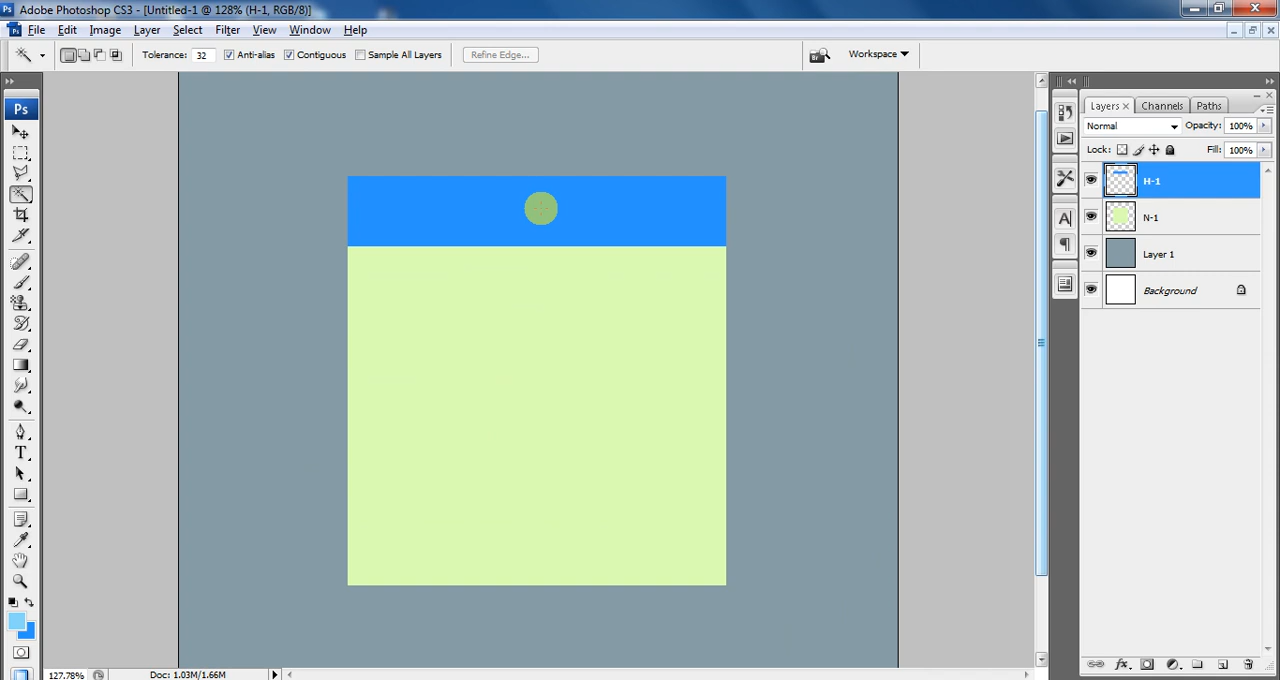 Ps Adobe Photoshop CS3 - [Untitled-1 @ 128% (H-1, RGB/8)]
File Edit Image Layer Select Filter View Window Help
Tolerance: 32 Anti-alias Contiguous Sample All Layers Refine Edge... Workspace
Ps
Layers Channels Paths
Normal Opacity: 100%
Lock: Fill: 100%
H-1
N-1
Layer 1
Background
127.78% Doc: 1.03M/1.66M